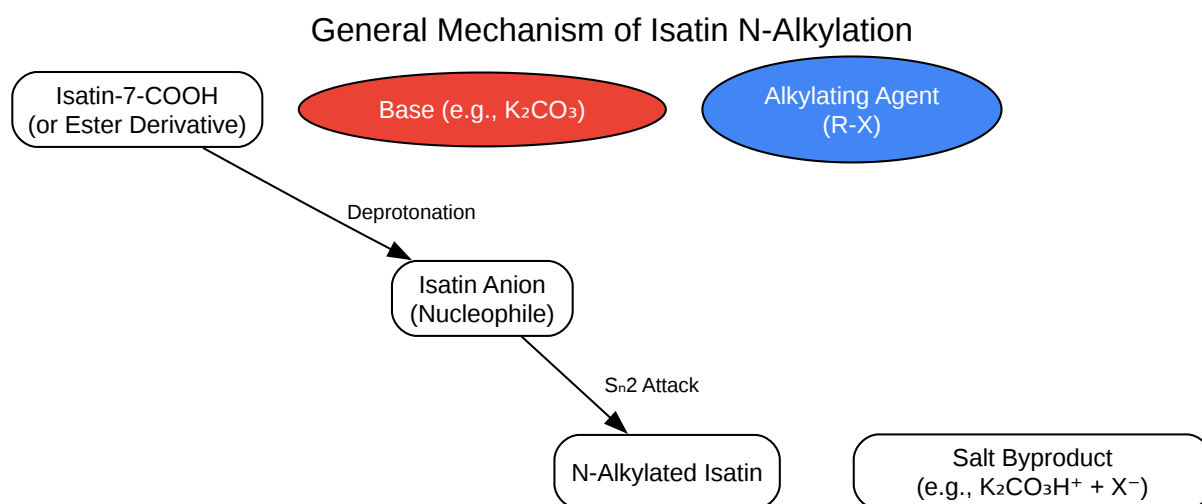 General Mechanism of Isatin N-Alkylation
Isatin-7-COOH
(or Ester Derivative)
Base (e.g., K₂CO₃)
Alkylating Agent
(R-X)
Deprotonation
Isatin Anion
(Nucleophile)
Sₙ2 Attack
N-Alkylated Isatin
Salt Byproduct
(e.g., K₂CO₃H⁺ + X⁻)